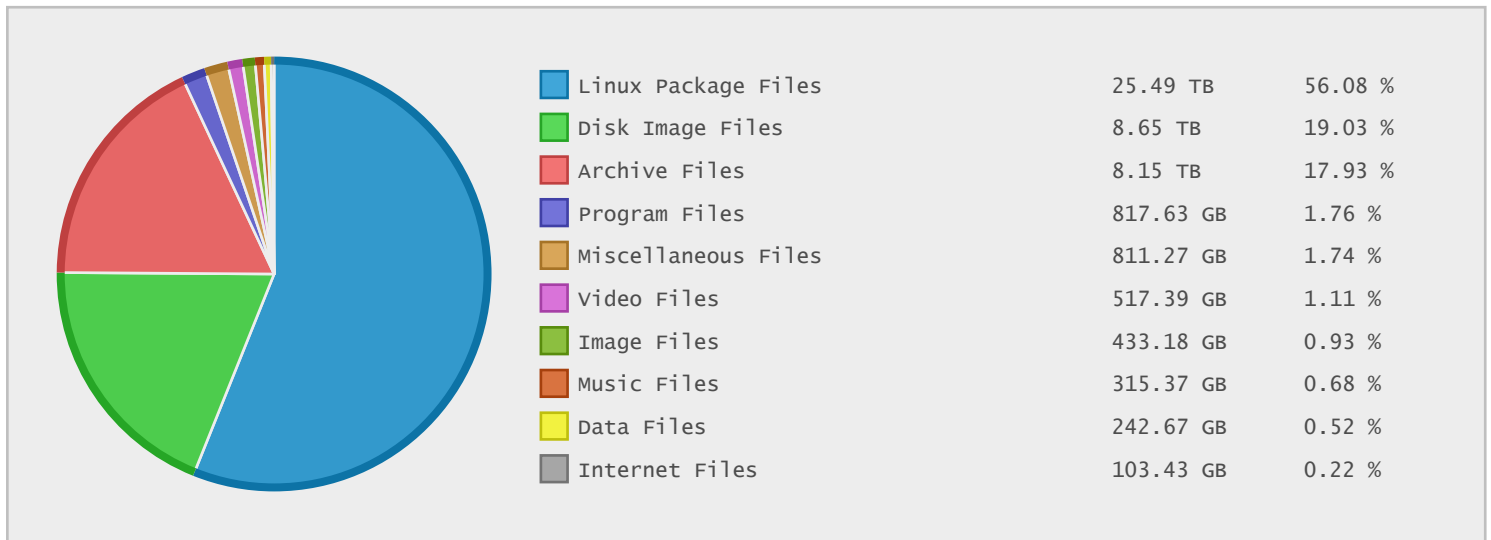 Linux Package Files 25.49 TB 56.08 %
Disk Image Files 8.65 TB 19.03 %
Archive Files 8.15 TB 17.93 %
Program Files 817.63 GB 1.76 %
Miscellaneous Files 811.27 GB 1.74 %
Video Files 517.39 GB 1.11 %
Image Files 433.18 GB 0.93 %
Music Files 315.37 GB 0.68 %
Data Files 242.67 GB 0.52 %
Internet Files 103.43 GB 0.22 %